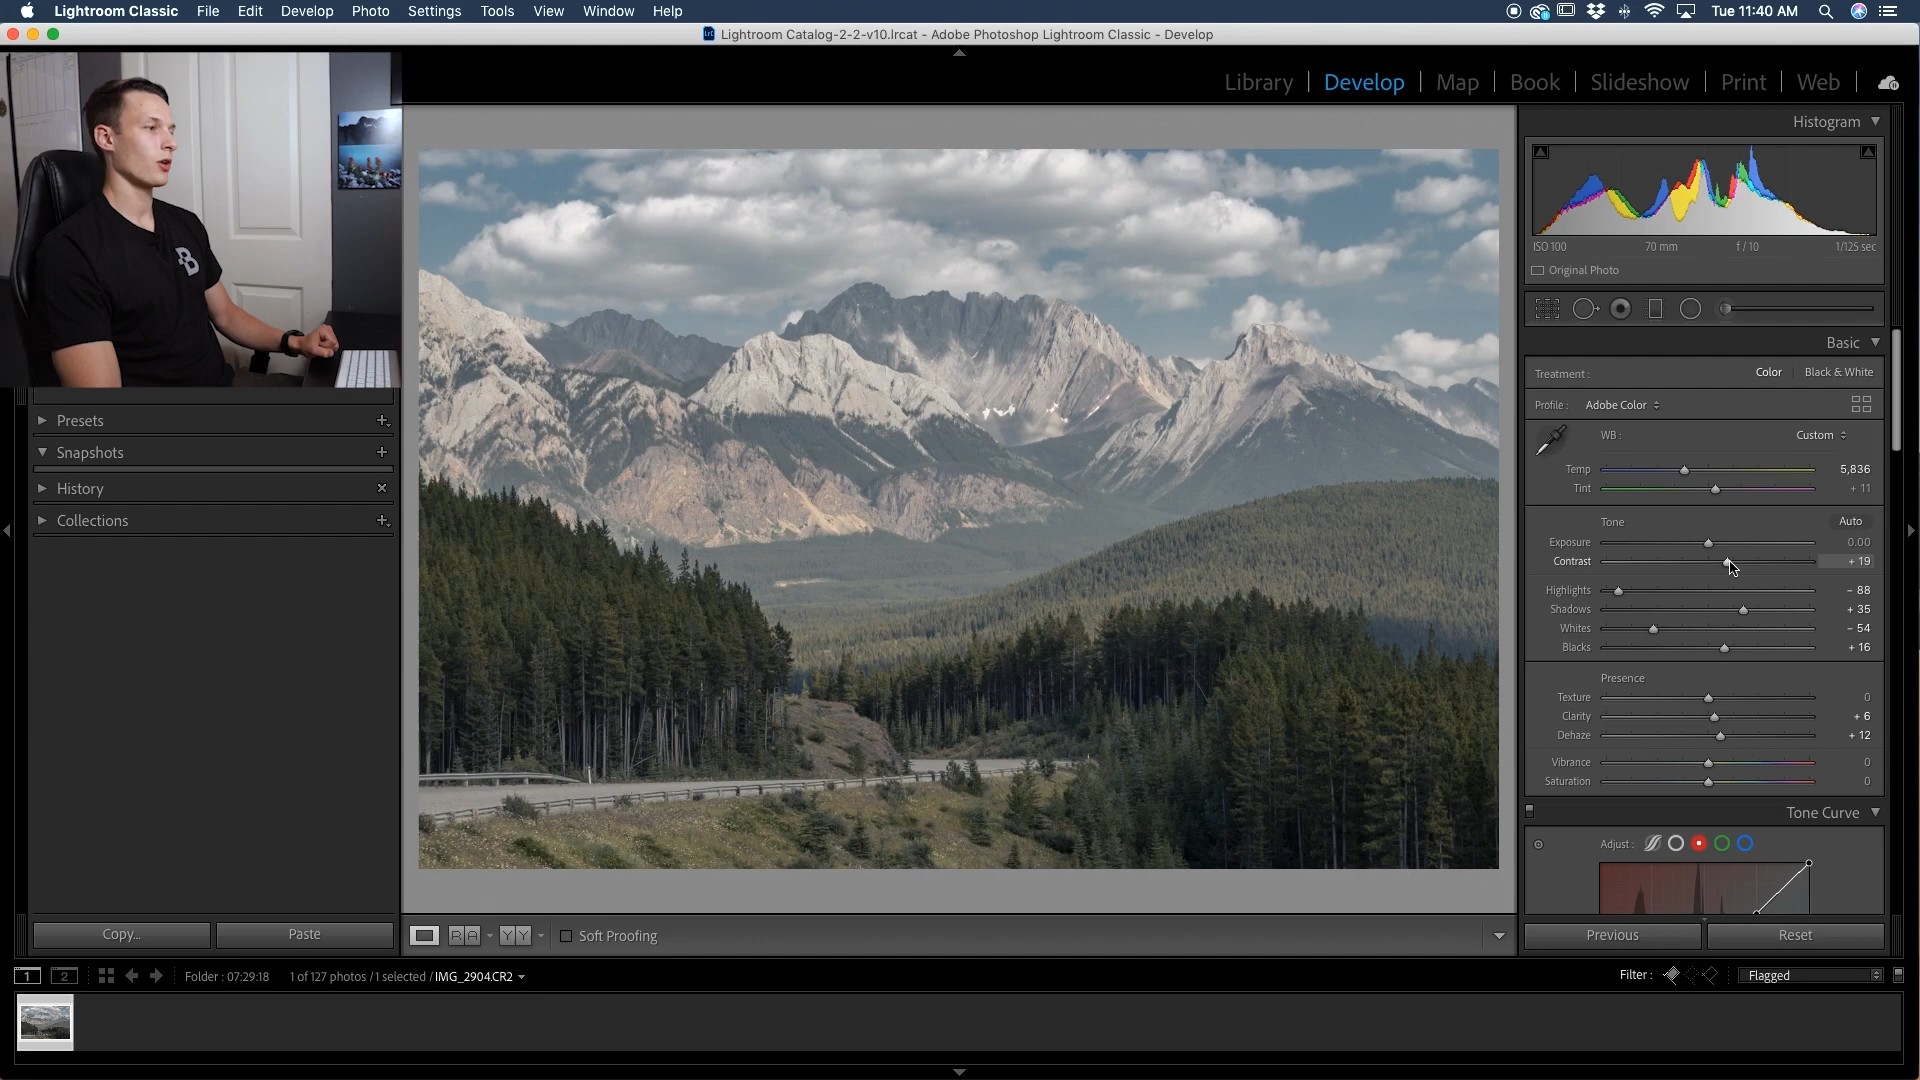 Lightroom Classic File Edit Develop Photo Settings Tools View Window Help Tue 11:40 AM
Lightroom Catalog-2-2-v10.lrcat - Adobe Photoshop Lightroom Classic - Develop
Library | Develop | Map | Book | Slideshow | Print | Web |
Histogram
ISO 100 70 mm f / 10 1/125 sec
Original Photo
Basic
Treatment : Color Black & White
Profile : Adobe Color
WB : Custom
Temp 5,836
Tint + 11
Tone Auto
Exposure 0.00
Contrast + 19
Highlights - 88
Shadows + 35
Whites - 54
Blacks + 16
Presence
Texture 0
Clarity + 6
Dehaze + 12
Vibrance 0
Saturation 0
Tone Curve
Adjust :
Previous Reset
Presets
Snapshots
History
Collections
Copy... Paste
R A Y Y Soft Proofing
1 2 Folder : 07:29:18 1 of 127 photos / 1 selected / IMG_2904.CR2 Filter : Flagged
B